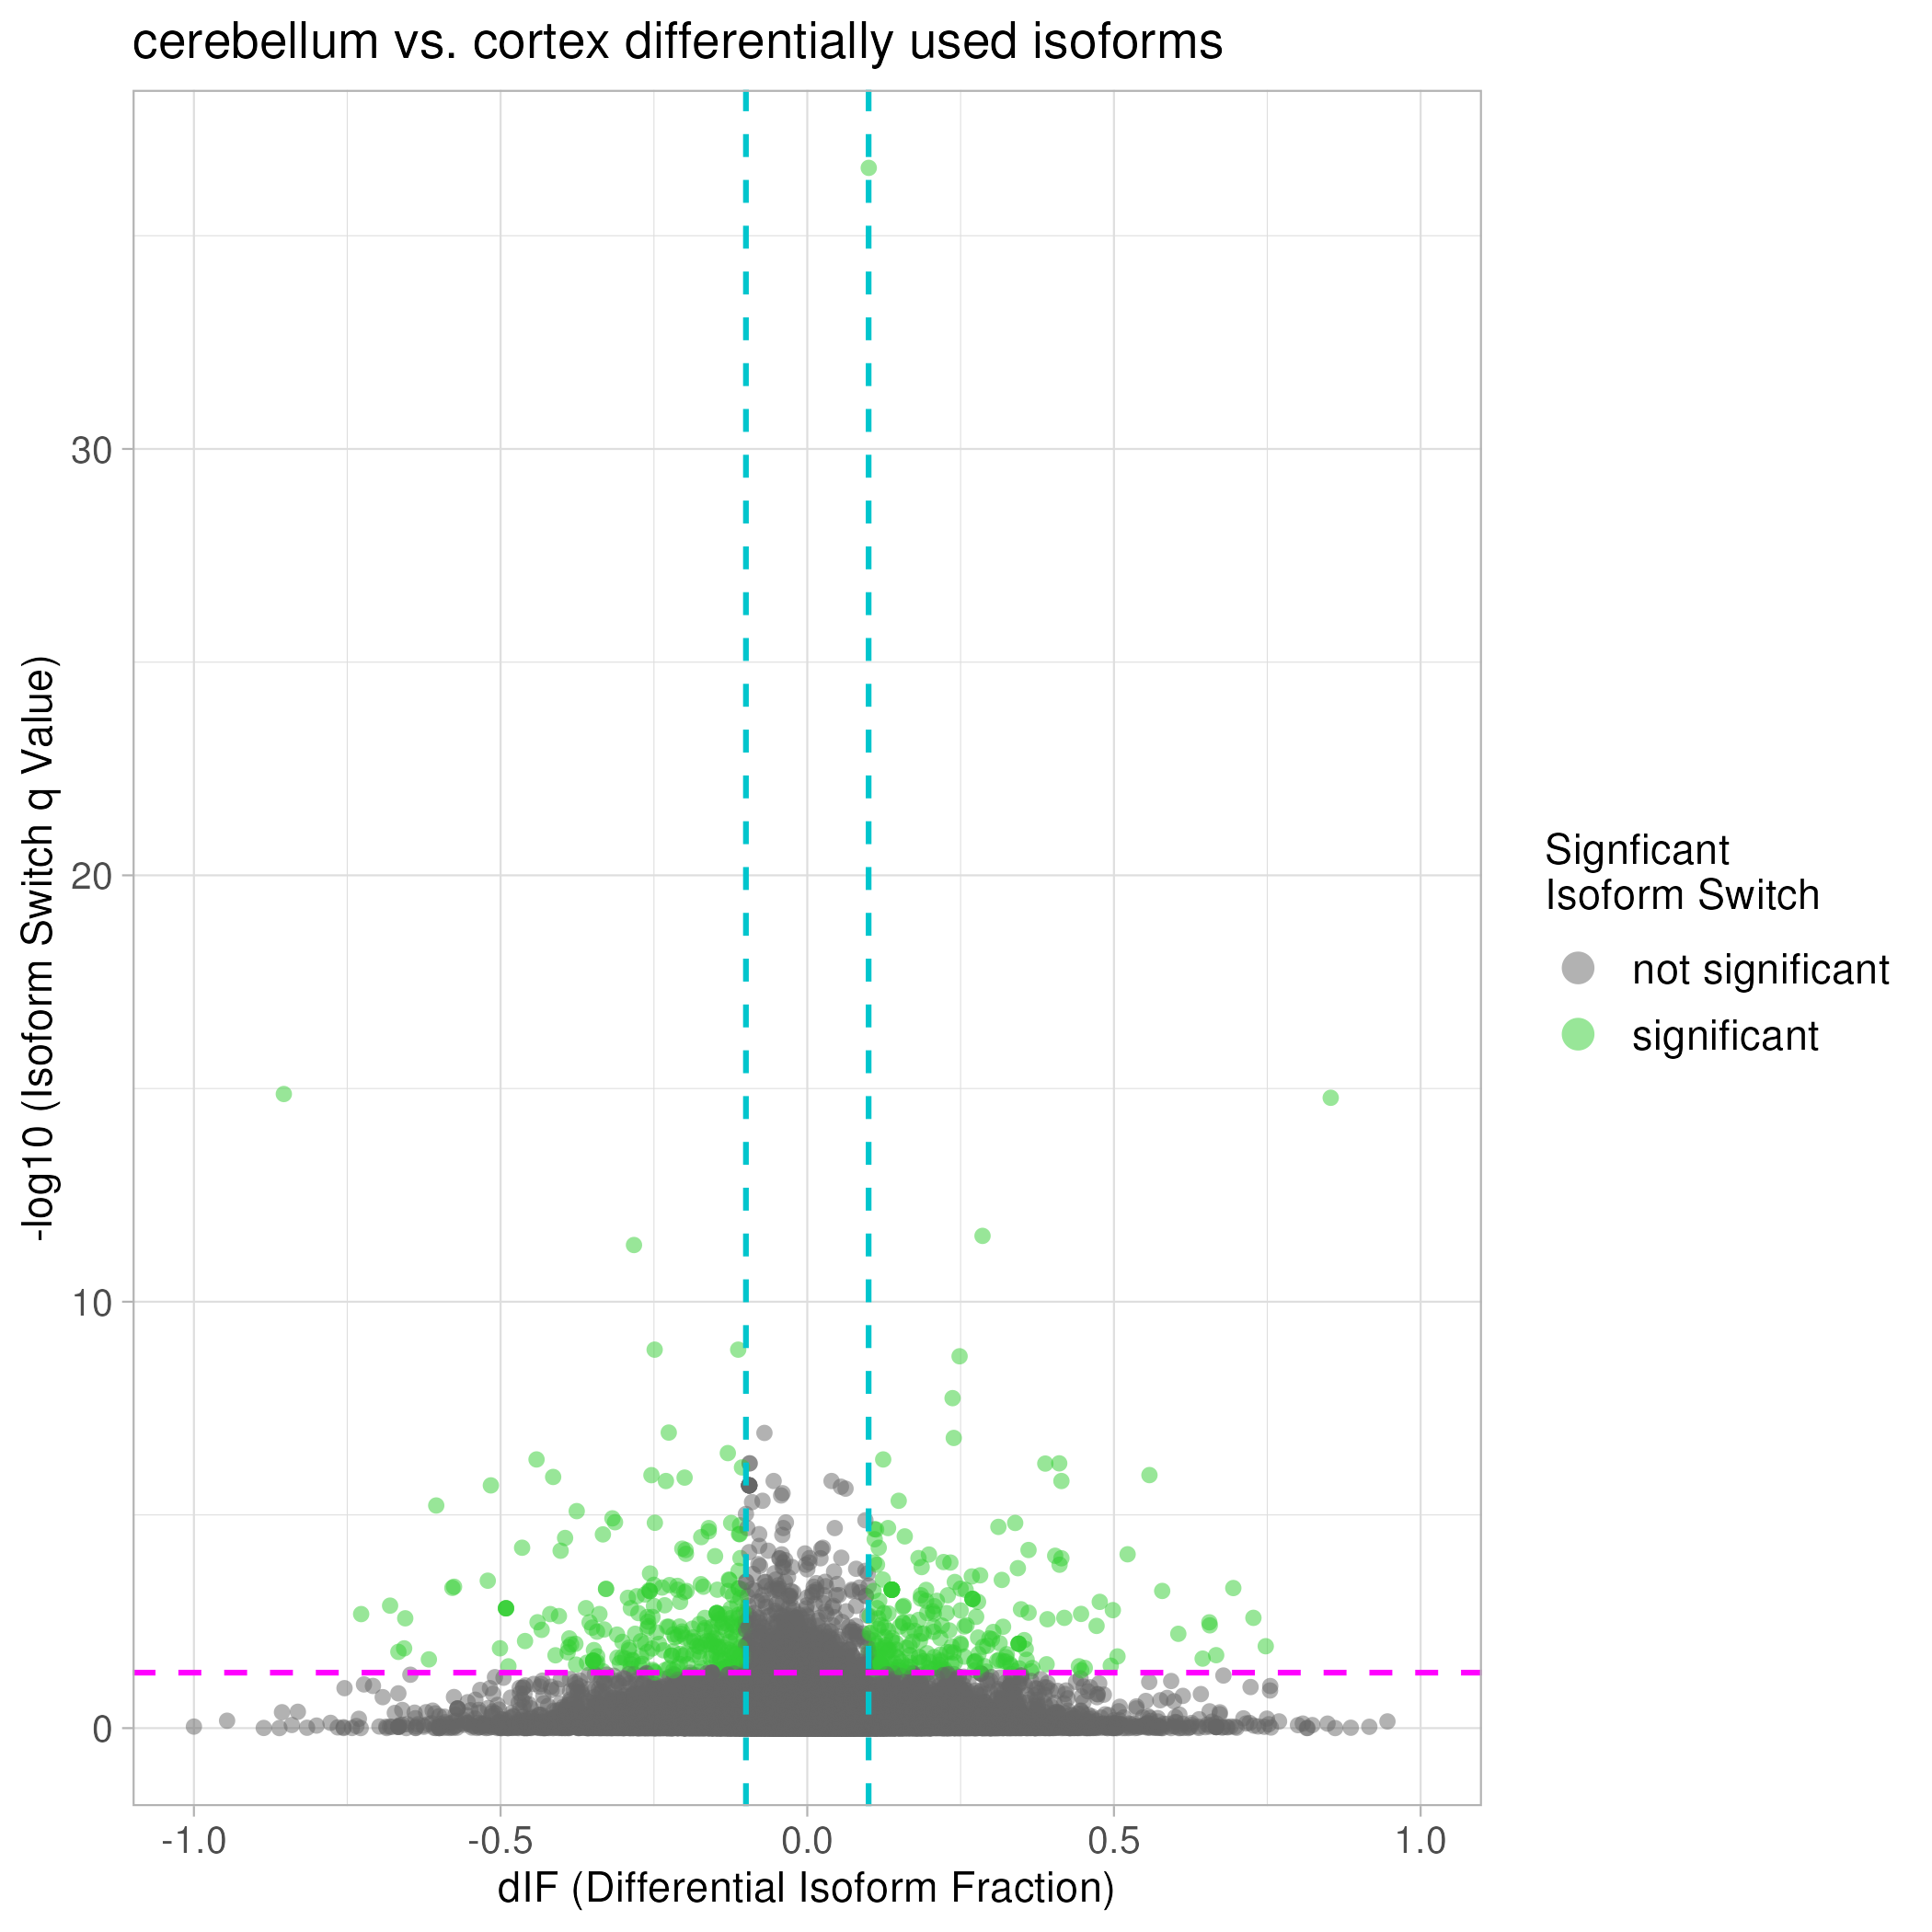 cerebellum vs. cortex differentially used isoforms
-log10 (Isoform Switch q Value)
30
20
10
0
-1.0
-0.5
0.0
0.5
1.0
dIF (Differential Isoform Fraction)
Signficant
Isoform Switch
not significant
significant